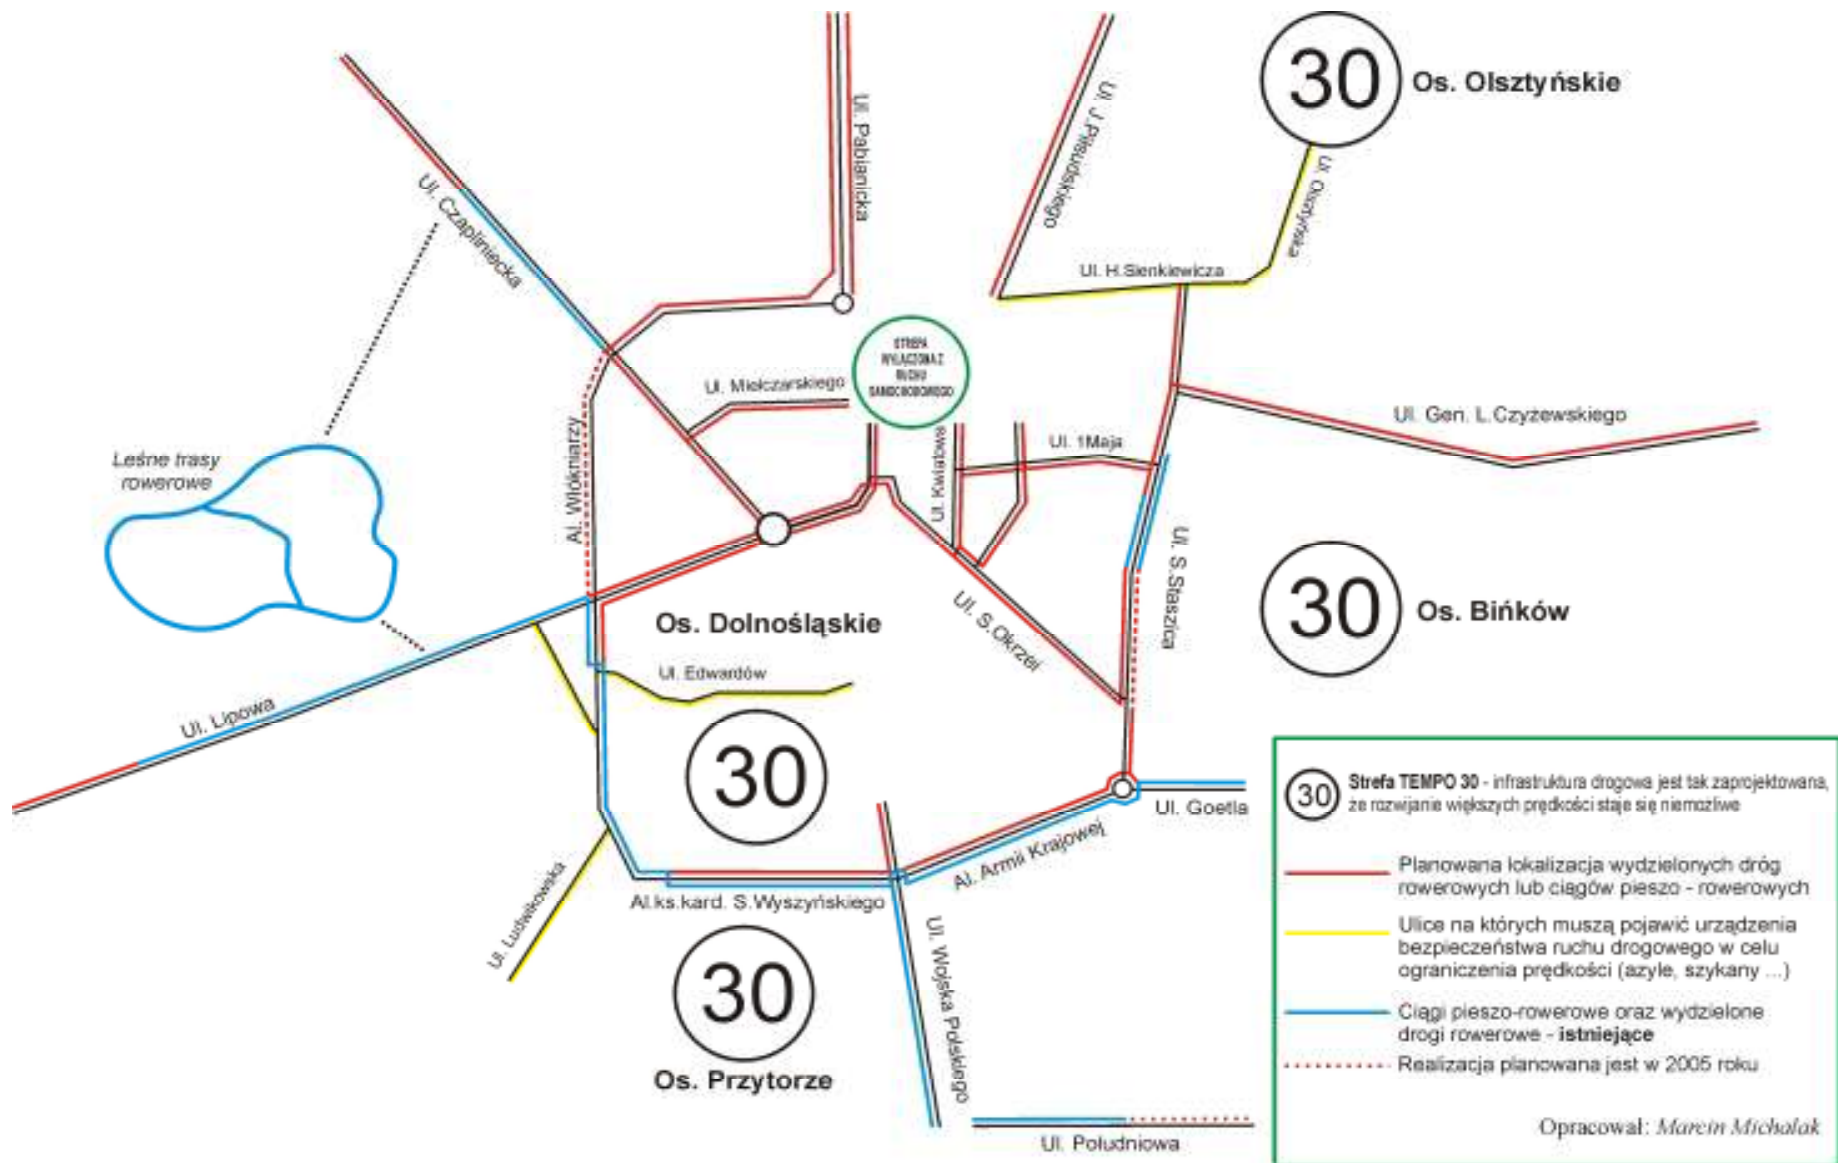 30
Os. Olsztyńskie
Ul. Pabianicka
Ul. J.Piłsudskiego
Ul. Olsztyńska
Ul. Czapliniecka
Ul. H.Sienkiewicza
STREFA
WYŁĄCZONA Z
RUCHU
SAMOCHODOWEGO
Ul. Mielczarskiego
Ul. Gen. L.Czyżewskiego
Ul. 1Maja
Ul. Kwiatowa
Leśne trasy
rowerowe
Al. Włókniarzy
Ul. S.Staszica
30
Os. Bińków
Os. Dolnośląskie
Ul. S.Okrzei
Ul. Edwardów
Ul. Lipowa
30
Ul. Goetla
Al. Armii Krajowej
Al.ks.kard. S.Wyszyńskiego
Ul. Ludwikowska
30
Os. Przytorze
Ul. Wojska Polskiego
Ul. Południowa
30
Strefa TEMPO 30 - infrastruktura drogowa jest tak zaprojektowana,
że rozwijanie większych prędkości staje się niemożliwe
Planowana lokalizacja wydzielonych dróg
rowerowych lub ciągów pieszo - rowerowych
Ulice na których muszą pojawić urządzenia
bezpieczeństwa ruchu drogowego w celu
ograniczenia prędkości (azyle, szykany ...)
Ciągi pieszo-rowerowe oraz wydzielone
drogi rowerowe - istniejące
Realizacja planowana jest w 2005 roku
Opracował: Marcin Michalak